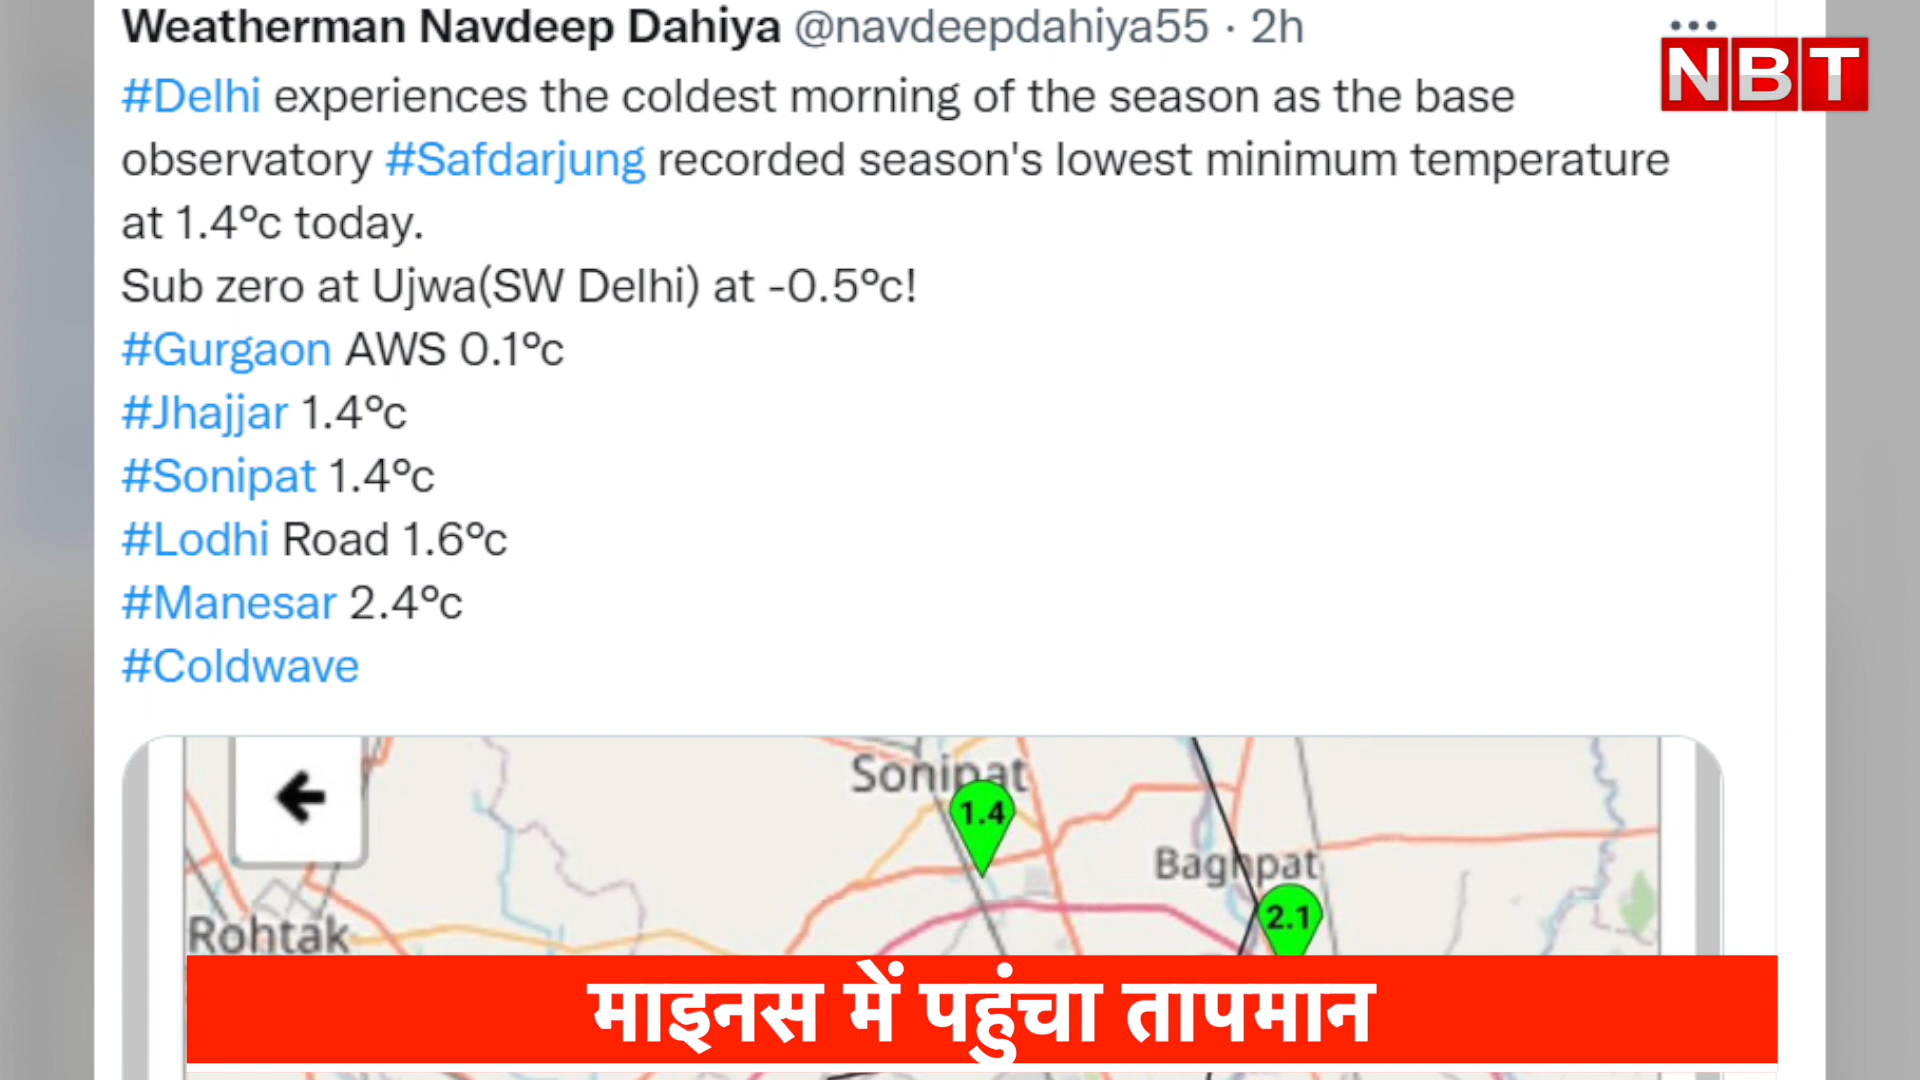 Weatherman Navdeep Dahiya @navdeepdahiya55 · 2h
NBT
#Delhi experiences the coldest morning of the season as the base
observatory #Safdarjung recorded season's lowest minimum temperature
at 1.4°c today.
Sub zero at Ujwa(SW Delhi) at -0.5°c!
#Gurgaon AWS 0.1°c
#Jhajjar 1.4°c
#Sonipat 1.4°c
#Lodhi Road 1.6°c
#Manesar 2.4°c
#Coldwave
Sonipat
1.4
Baghpat
2.1
Rohtak
माइनस में पहुंचा तापमान